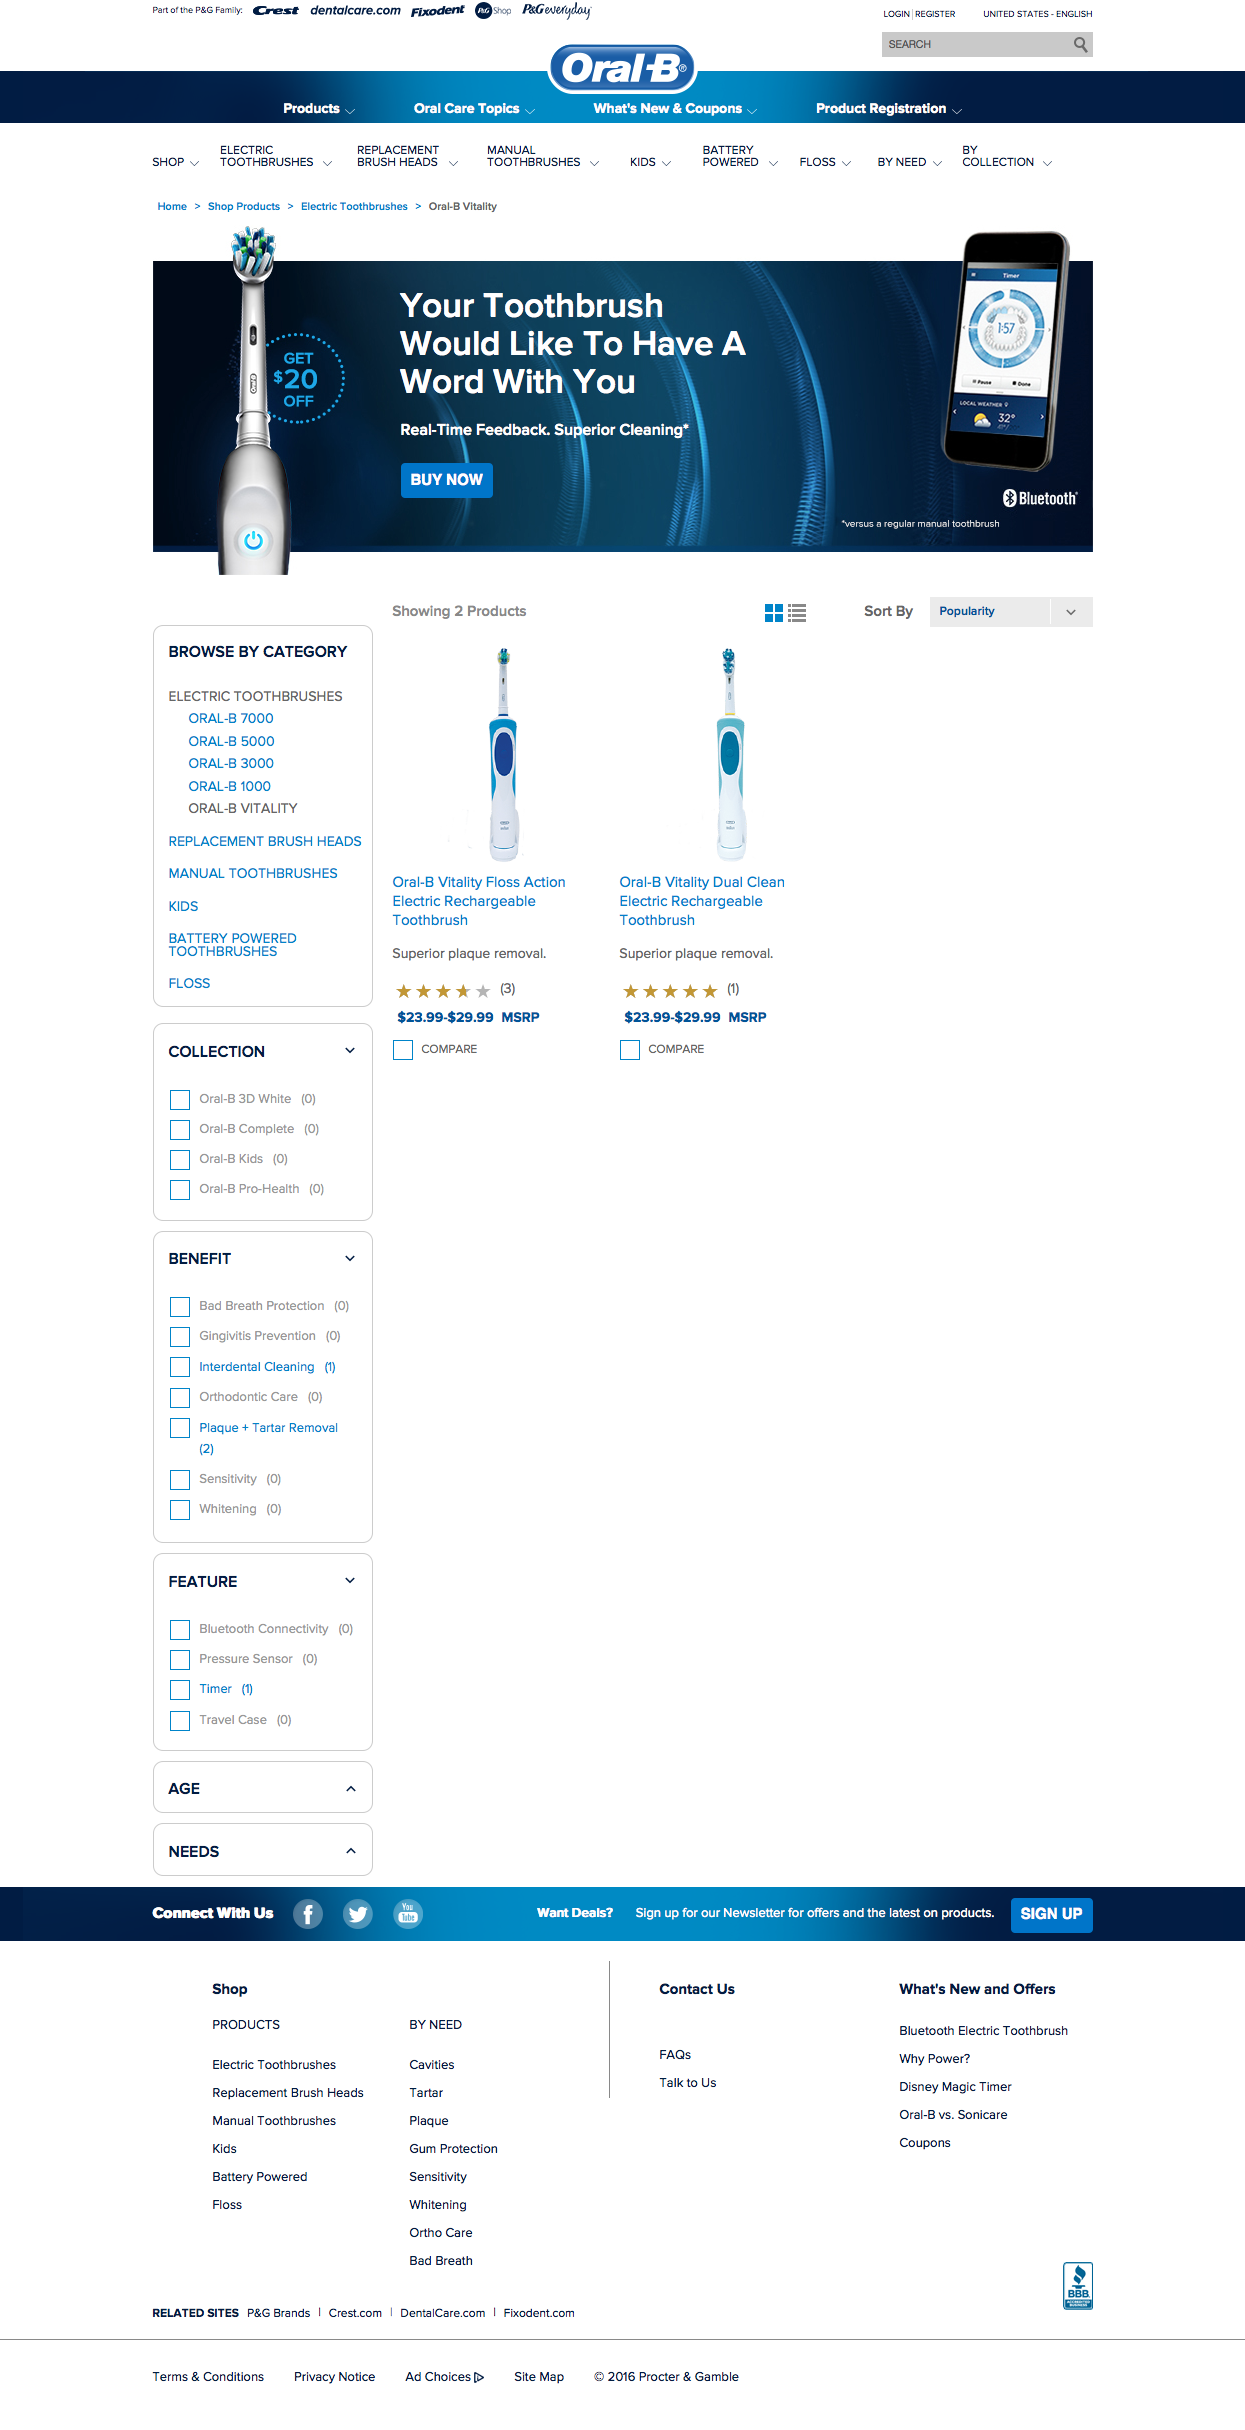 Part of the P&G Family: Crest dentalcare.com Fixodent P&G Shop P&G everyday
LOGIN | REGISTER UNITED STATES - ENGLISH
SEARCH
Oral-B®
Products Oral Care Topics What's New & Coupons Product Registration
SHOP ELECTRIC TOOTHBRUSHES REPLACEMENT BRUSH HEADS MANUAL TOOTHBRUSHES KIDS BATTERY POWERED FLOSS BY NEED BY COLLECTION
Home > Shop Products > Electric Toothbrushes > Oral-B Vitality
GET
$20
OFF
Your Toothbrush
Would Like To Have A
Word With You
Real-Time Feedback. Superior Cleaning*
BUY NOW
Timer
1:57
Pause Done
LOCAL WEATHER
32°
Bluetooth®
*versus a regular manual toothbrush
Showing 2 Products
Sort By Popularity
BROWSE BY CATEGORY
ELECTRIC TOOTHBRUSHES
ORAL-B 7000
ORAL-B 5000
ORAL-B 3000
ORAL-B 1000
ORAL-B VITALITY
REPLACEMENT BRUSH HEADS
MANUAL TOOTHBRUSHES
KIDS
BATTERY POWERED
TOOTHBRUSHES
FLOSS
Oral-B Vitality Floss Action
Electric Rechargeable
Toothbrush
Superior plaque removal.
(3)
$23.99-$29.99 MSRP
COMPARE
Oral-B Vitality Dual Clean
Electric Rechargeable
Toothbrush
Superior plaque removal.
(1)
$23.99-$29.99 MSRP
COMPARE
COLLECTION
Oral-B 3D White (0)
Oral-B Complete (0)
Oral-B Kids (0)
Oral-B Pro-Health (0)
BENEFIT
Bad Breath Protection (0)
Gingivitis Prevention (0)
Interdental Cleaning (1)
Orthodontic Care (0)
Plaque + Tartar Removal
(2)
Sensitivity (0)
Whitening (0)
FEATURE
Bluetooth Connectivity (0)
Pressure Sensor (0)
Timer (1)
Travel Case (0)
AGE
NEEDS
Connect With Us You Tube Want Deals? Sign up for our Newsletter for offers and the latest on products. SIGN UP
Shop
PRODUCTS
Electric Toothbrushes
Replacement Brush Heads
Manual Toothbrushes
Kids
Battery Powered
Floss
BY NEED
Cavities
Tartar
Plaque
Gum Protection
Sensitivity
Whitening
Ortho Care
Bad Breath
Contact Us
FAQs
Talk to Us
What's New and Offers
Bluetooth Electric Toothbrush
Why Power?
Disney Magic Timer
Oral-B vs. Sonicare
Coupons
BBB
ACCREDITED
BUSINESS
RELATED SITES P&G Brands | Crest.com | DentalCare.com | Fixodent.com
Terms & Conditions Privacy Notice Ad Choices Site Map © 2016 Procter & Gamble